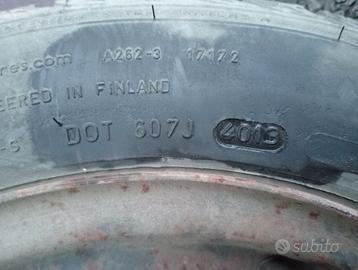 res.com A262-3 17172
EERED IN FINLAND
-S DOT 607J 4013
subito